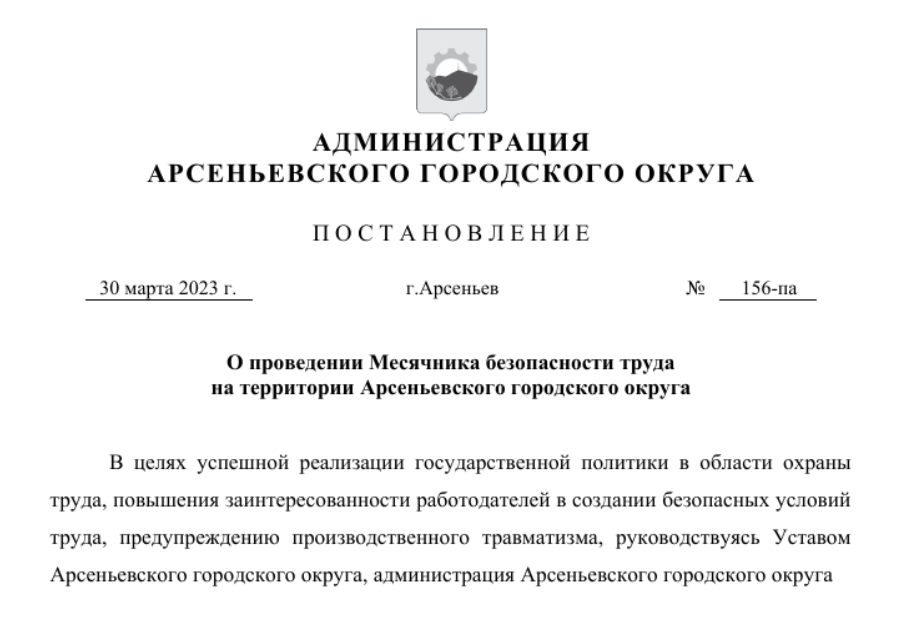 АДМИНИСТРАЦИЯ
АРСЕНЬЕВСКОГО ГОРОДСКОГО ОКРУГА
П О С Т А Н О В Л Е Н И Е
30 марта 2023 г. г.Арсеньев № 156-па
О проведении Месячника безопасности труда
на территории Арсеньевского городского округа
В целях успешной реализации государственной политики в области охраны
труда, повышения заинтересованности работодателей в создании безопасных условий
труда, предупреждению производственного травматизма, руководствуясь Уставом
Арсеньевского городского округа, администрация Арсеньевского городского округа